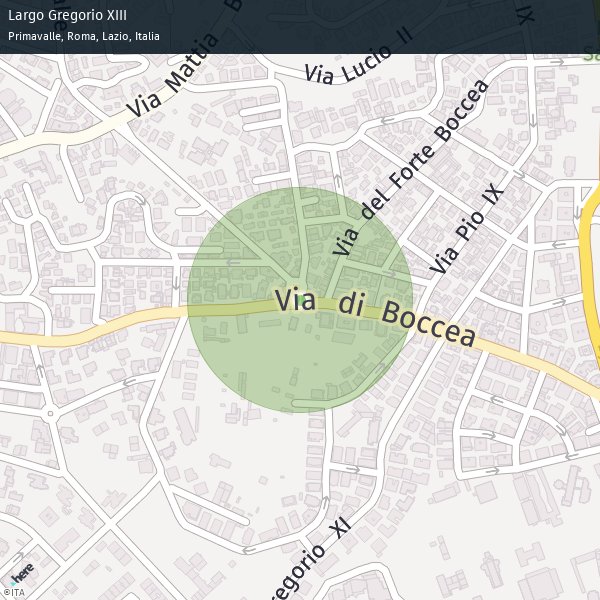 Largo Gregorio XIII
Primavalle, Roma, Lazio, Italia
IX
Via Mattia
Via Lucio II
Via del Forte Boccea
Via Pio IX
Via di Boccea
Gregorio XI
here
©ITA